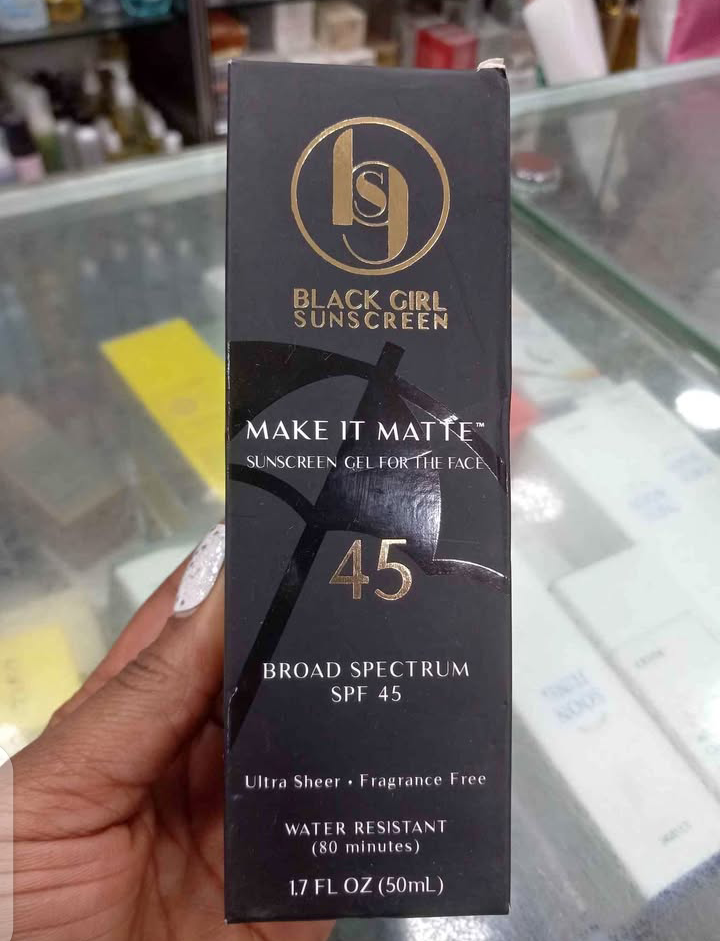 bsg
BLACK GIRL
SUNSCREEN
MAKE IT MATTE™
SUNSCREEN GEL FOR THE FACE
45
BROAD SPECTRUM
SPF 45
Ultra Sheer • Fragrance Free
WATER RESISTANT
(80 minutes)
1.7 FL OZ (50mL)